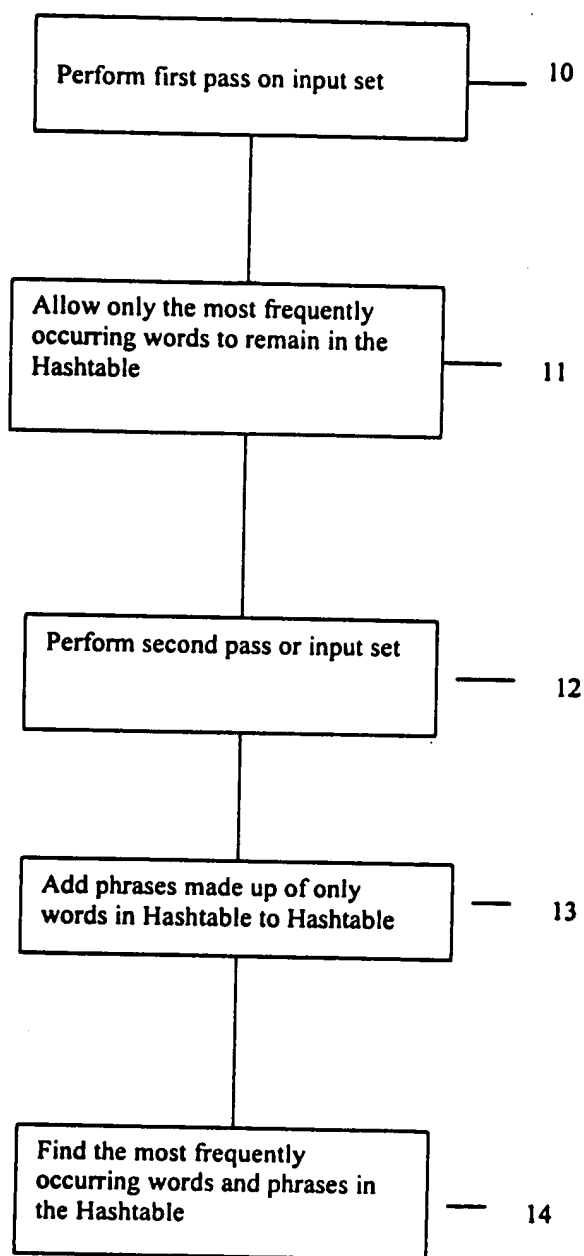 Perform first pass on input set
10
Allow only the most frequently
occurring words to remain in the
Hashtable
11
Perform second pass or input set
12
Add phrases made up of only
words in Hashtable to Hashtable
13
Find the most frequently
occurring words and phrases in
the Hashtable
14